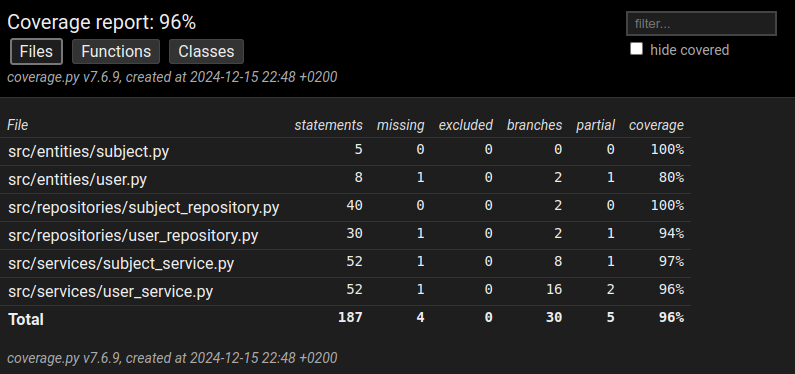 Coverage report: 96%
filter...
Files Functions Classes
hide covered
coverage.py v7.6.9, created at 2024-12-15 22:48 +0200
File statements missing excluded branches partial coverage
src/entities/subject.py 5 0 0 0 0 100%
src/entities/user.py 8 1 0 2 1 80%
src/repositories/subject_repository.py 40 0 0 2 0 100%
src/repositories/user_repository.py 30 1 0 2 1 94%
src/services/subject_service.py 52 1 0 8 1 97%
src/services/user_service.py 52 1 0 16 2 96%
Total 187 4 0 30 5 96%
coverage.py v7.6.9, created at 2024-12-15 22:48 +0200